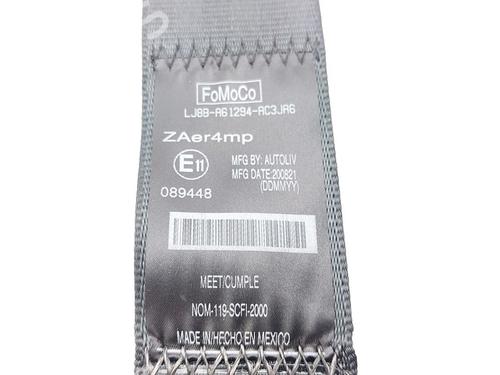 FoMoCo
LJ8B-A61294-AC3JA6
ZAer4mp
E11
MFG BY: AUTOLIV
MFG DATE:200821
(DDMMYY)
089448
MEET/CUMPLE
NOM-119-SCFI-2000
MADE IN/HECHO EN MEXICO